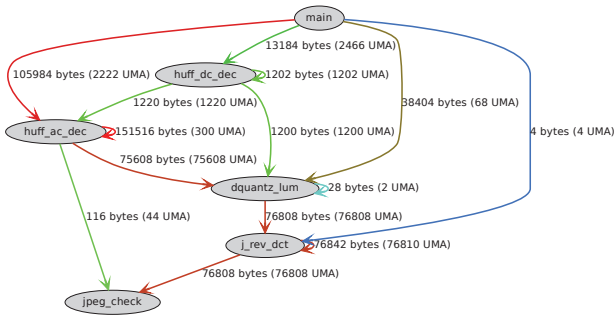 main
13184 bytes (2466 UMA)
105984 bytes (2222 UMA)
huff_dc_dec
1202 bytes (1202 UMA)
1220 bytes (1220 UMA)
38404 bytes (68 UMA)
huff_ac_dec
151516 bytes (300 UMA)
1200 bytes (1200 UMA)
4 bytes (4 UMA)
75608 bytes (75608 UMA)
dquantz_lum
28 bytes (2 UMA)
116 bytes (44 UMA)
76808 bytes (76808 UMA)
j_rev_dct
76842 bytes (76810 UMA)
76808 bytes (76808 UMA)
jpeg_check